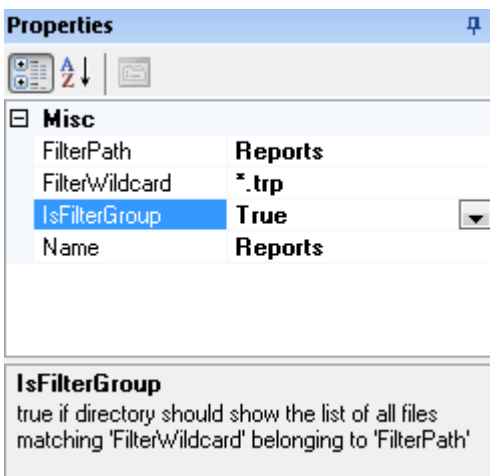 Properties
Misc
FilterPath Reports
FilterWildcard *.trp
IsFilterGroup True
Name Reports
IsFilterGroup
true if directory should show the list of all files
matching 'FilterWildcard' belonging to 'FilterPath'